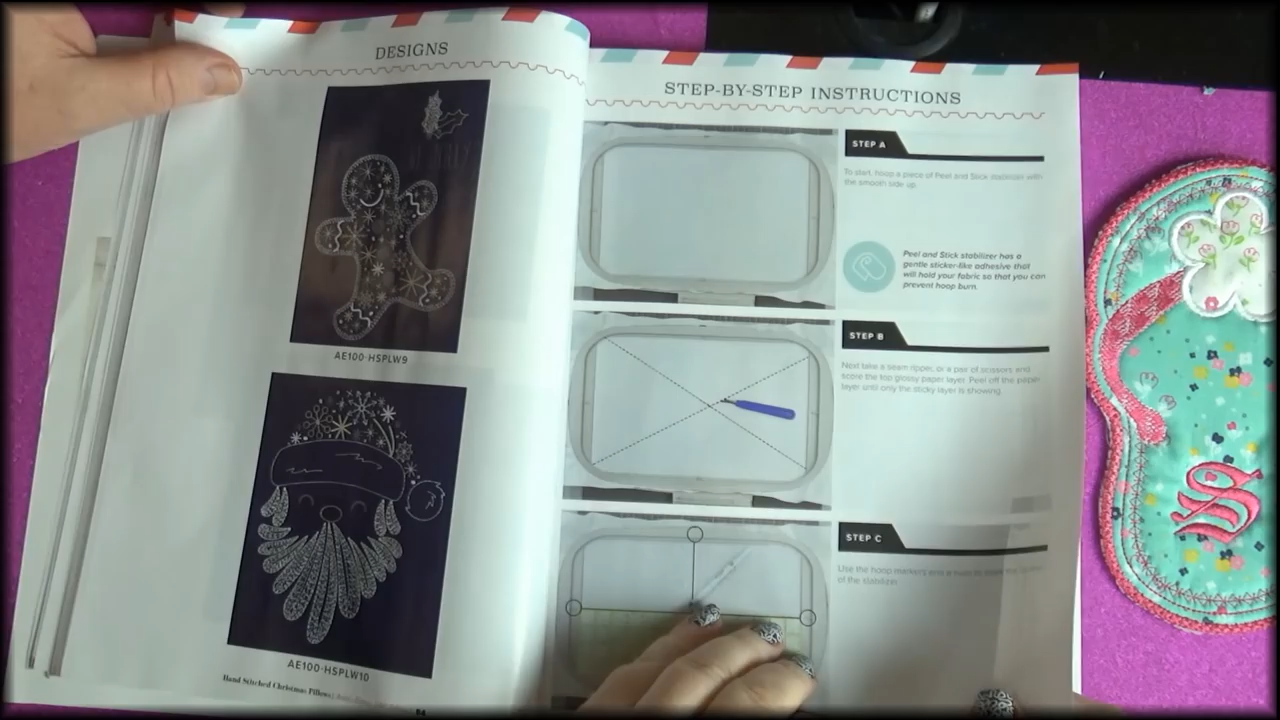 DESIGNS
AE100-HSPLW9
AE100-HSPLW10
Hand Stitched Christmas Pillows
STEP-BY-STEP INSTRUCTIONS
STEP A
To start, hoop a piece of Peel and Stick stabilizer with
the smooth side up.
Peel and Stick stabilizer has a
gentle sticker-like adhesive that
will hold your fabric so that you can
prevent hoop burn.
STEP B
Next take a seam ripper, or a pair of scissors and
score the top glossy paper layer. Peel off the paper
layer until only the sticky layer is showing.
STEP C
Use the hoop markers and a
of the stabilizer.
S